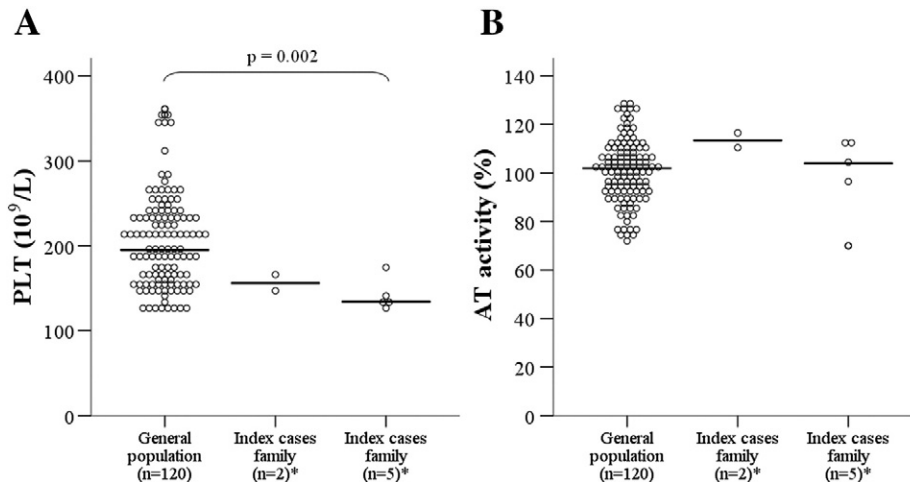 A
B
p = 0.002
PLT (10⁹/L)
400
300
200
100
0
General population (n=120)
Index cases family (n=2)*
Index cases family (n=5)*
AT activity (%)
140
120
100
80
60
40
20
0
General population (n=120)
Index cases family (n=2)*
Index cases family (n=5)*